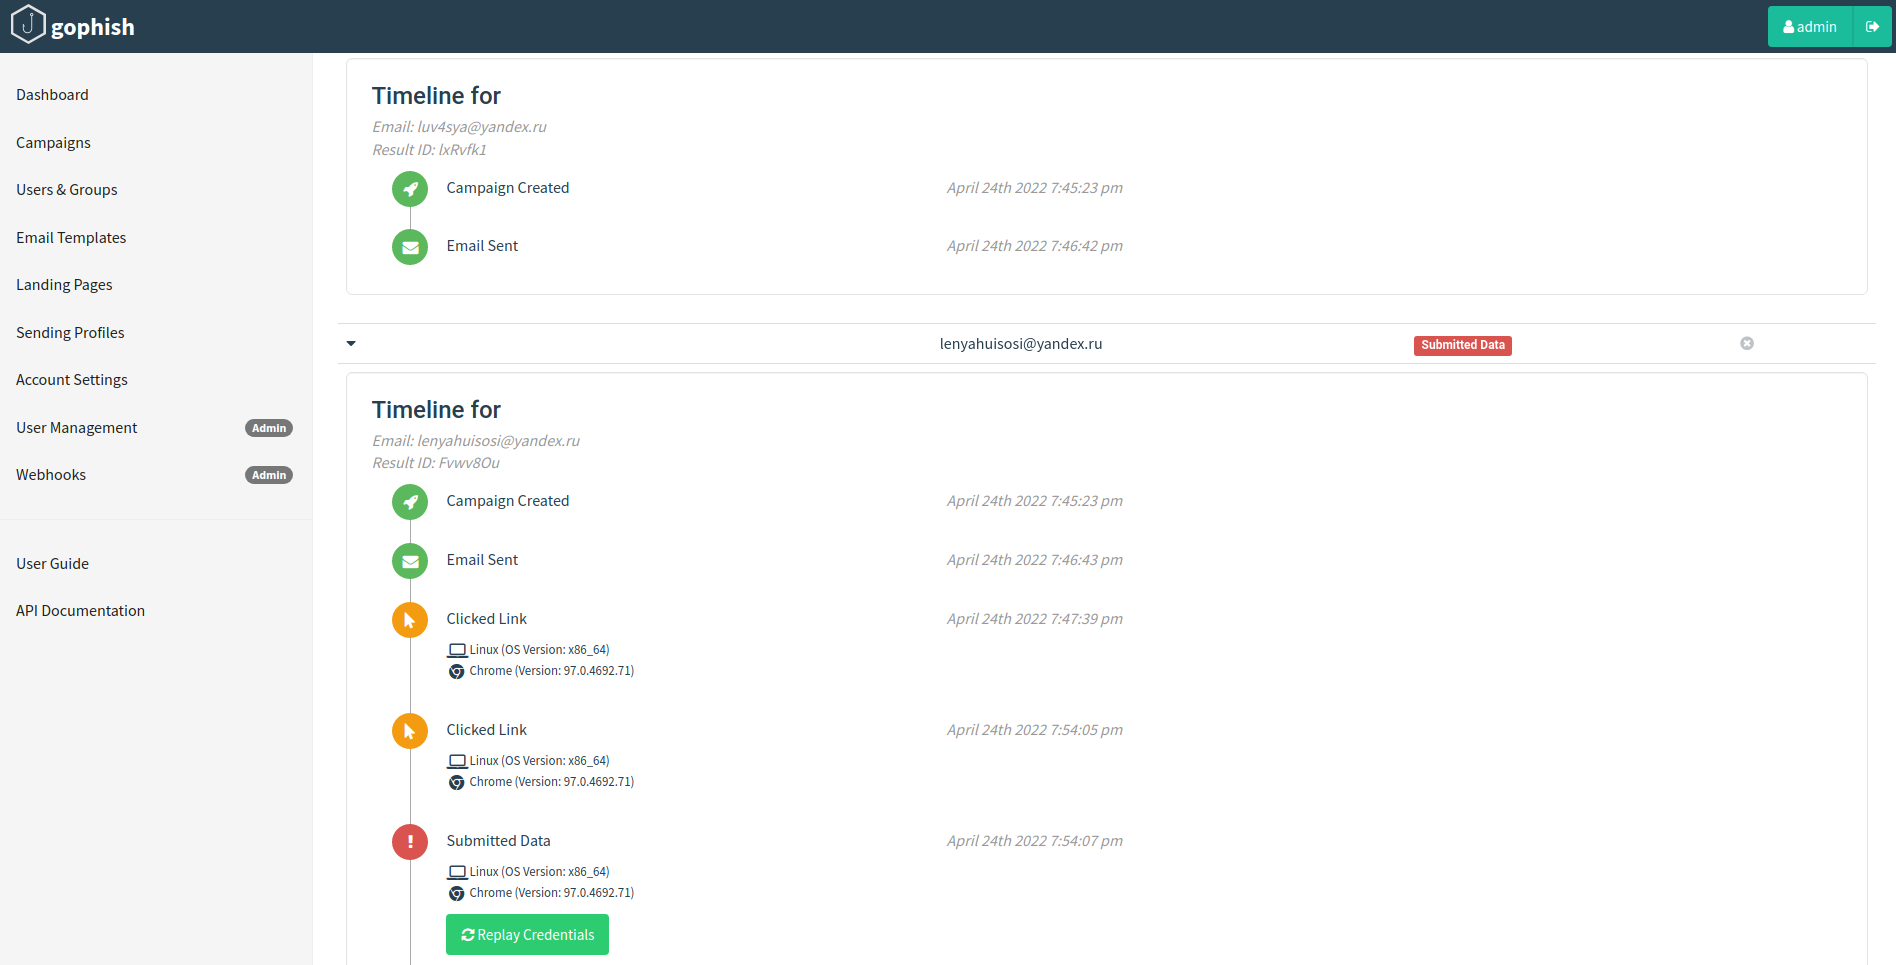 gophish
admin
Dashboard
Campaigns
Users & Groups
Email Templates
Landing Pages
Sending Profiles
Account Settings
User Management Admin
Webhooks Admin
User Guide
API Documentation
Timeline for
Email: luv4sya@yandex.ru
Result ID: lxRvfk1
Campaign Created April 24th 2022 7:45:23 pm
Email Sent April 24th 2022 7:46:42 pm
lenyahuisosi@yandex.ru Submitted Data
Timeline for
Email: lenyahuisosi@yandex.ru
Result ID: Fvwv8Ou
Campaign Created April 24th 2022 7:45:23 pm
Email Sent April 24th 2022 7:46:43 pm
Clicked Link April 24th 2022 7:47:39 pm
Linux (OS Version: x86_64)
Chrome (Version: 97.0.4692.71)
Clicked Link April 24th 2022 7:54:05 pm
Linux (OS Version: x86_64)
Chrome (Version: 97.0.4692.71)
Submitted Data April 24th 2022 7:54:07 pm
Linux (OS Version: x86_64)
Chrome (Version: 97.0.4692.71)
Replay Credentials